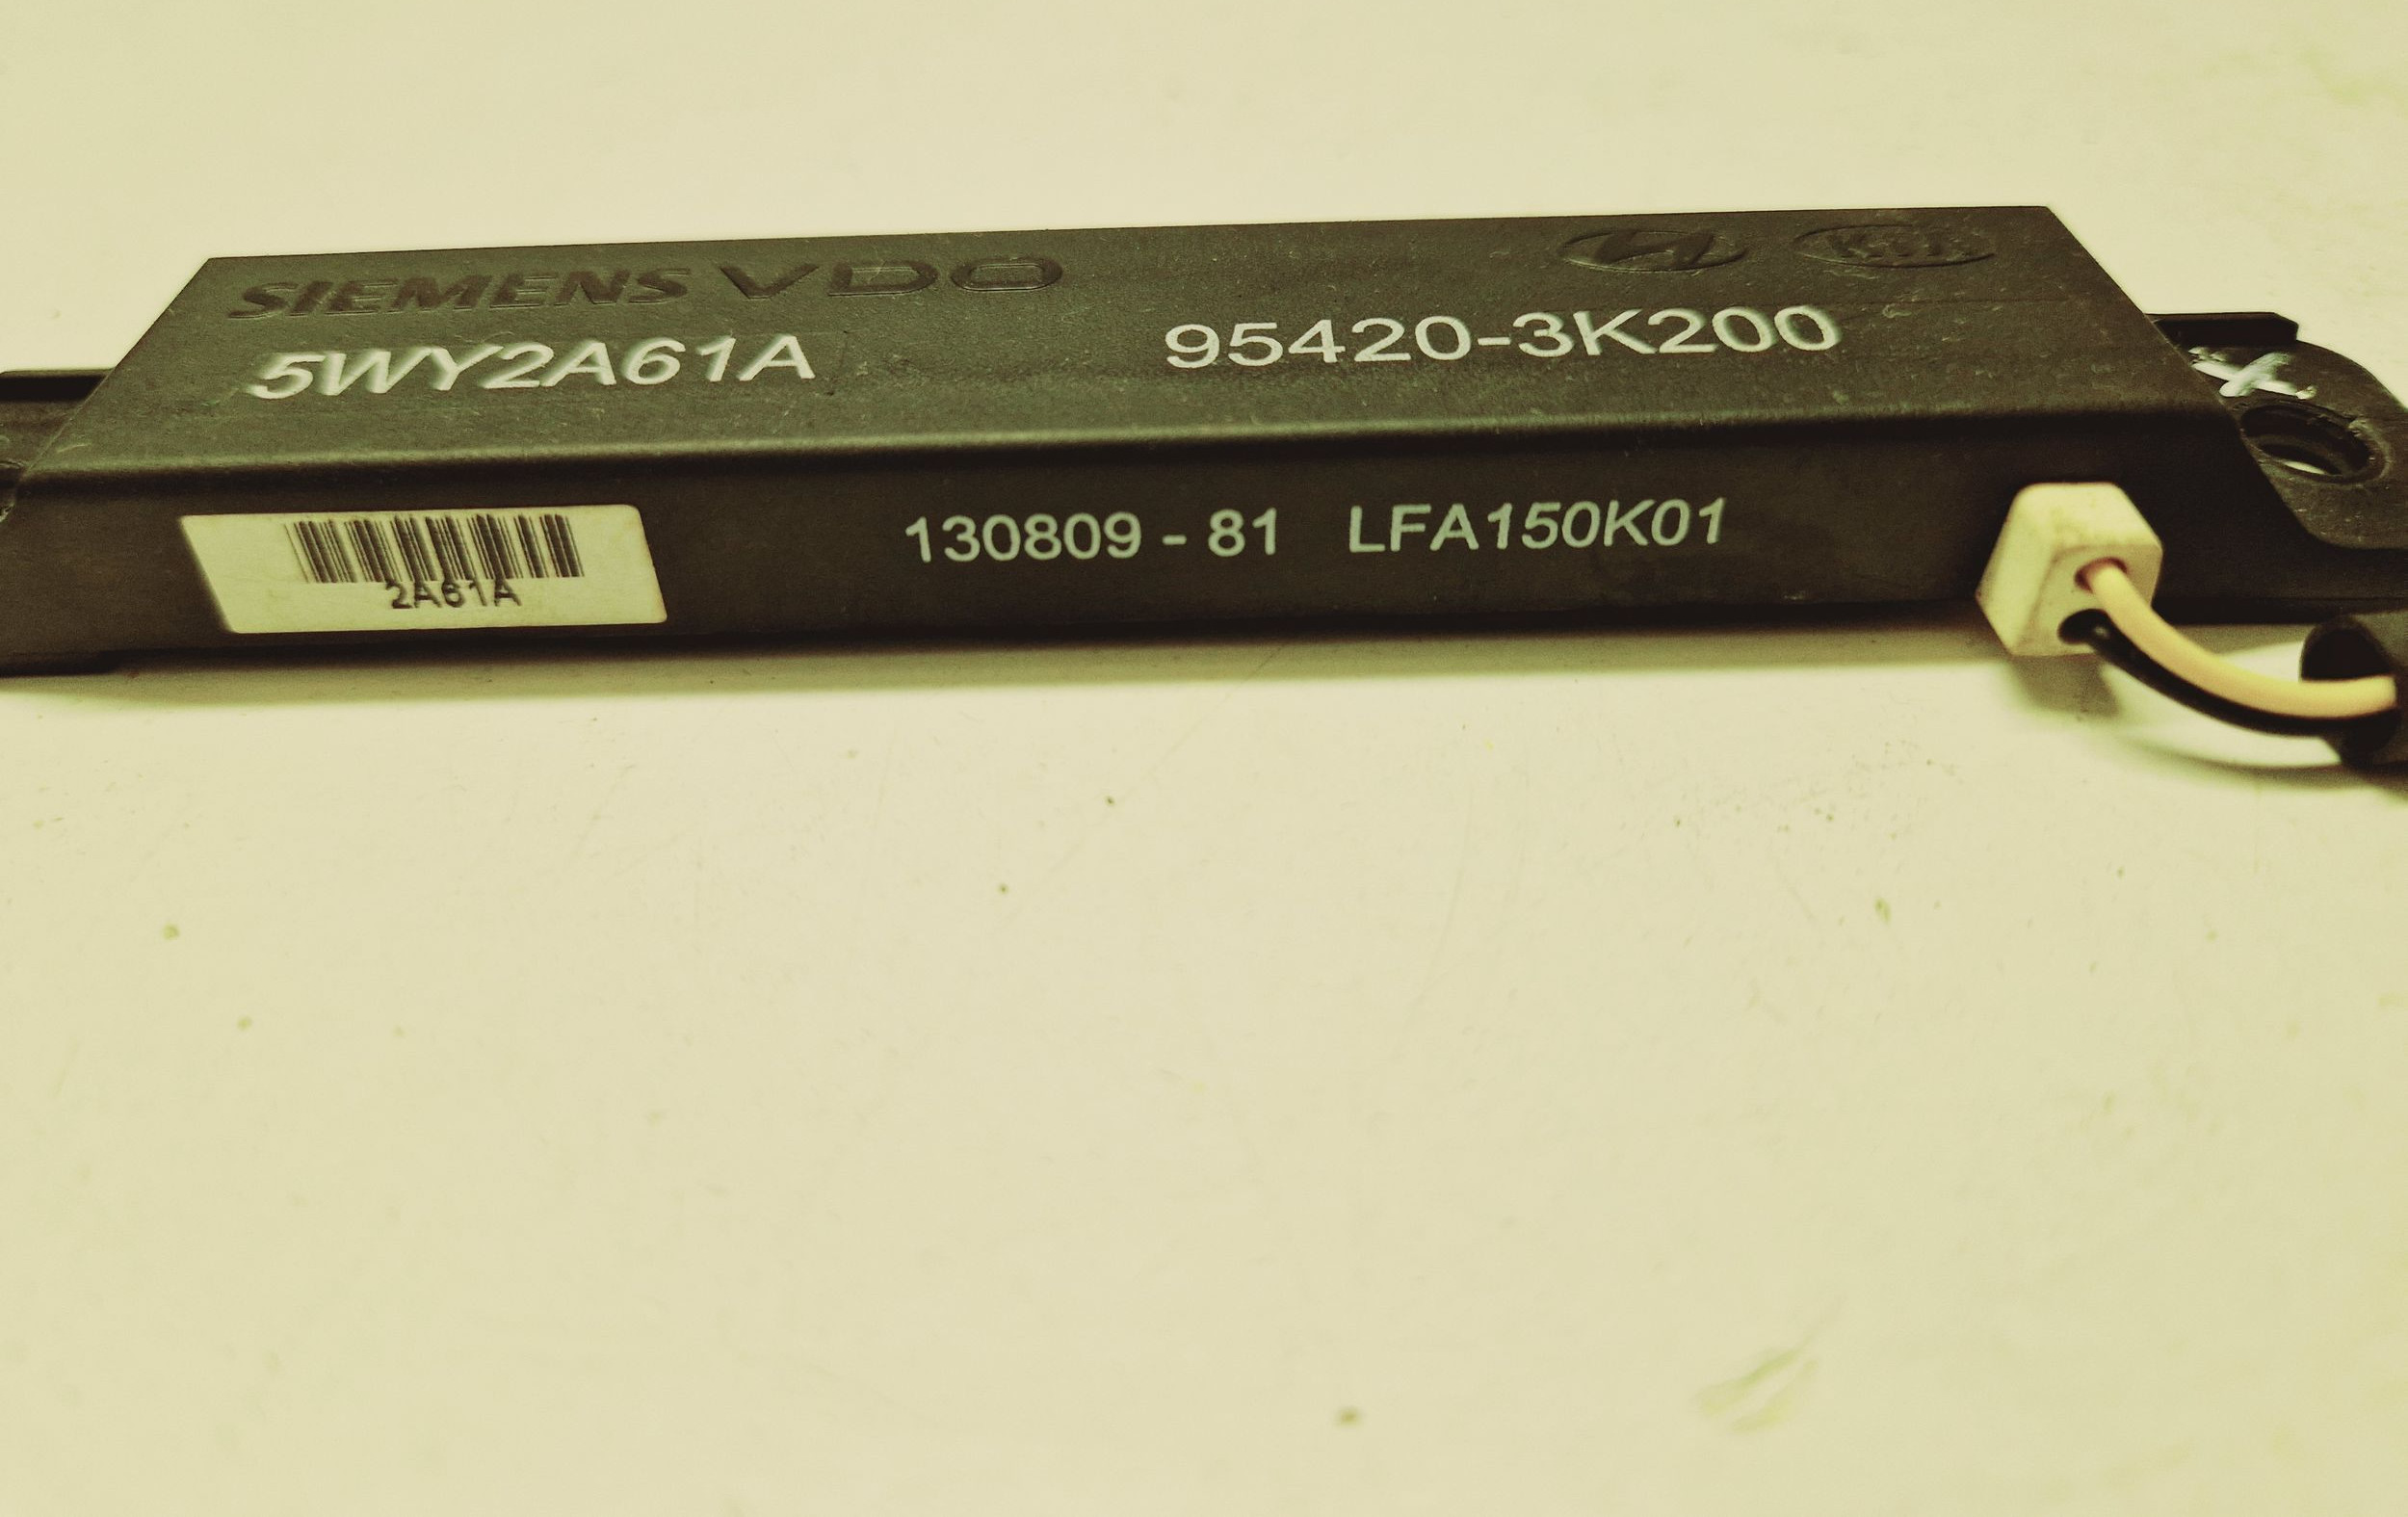 SIEMENS VDO
5WY2A61A 95420-3K200
2A61A
130809 - 81 LFA150K01